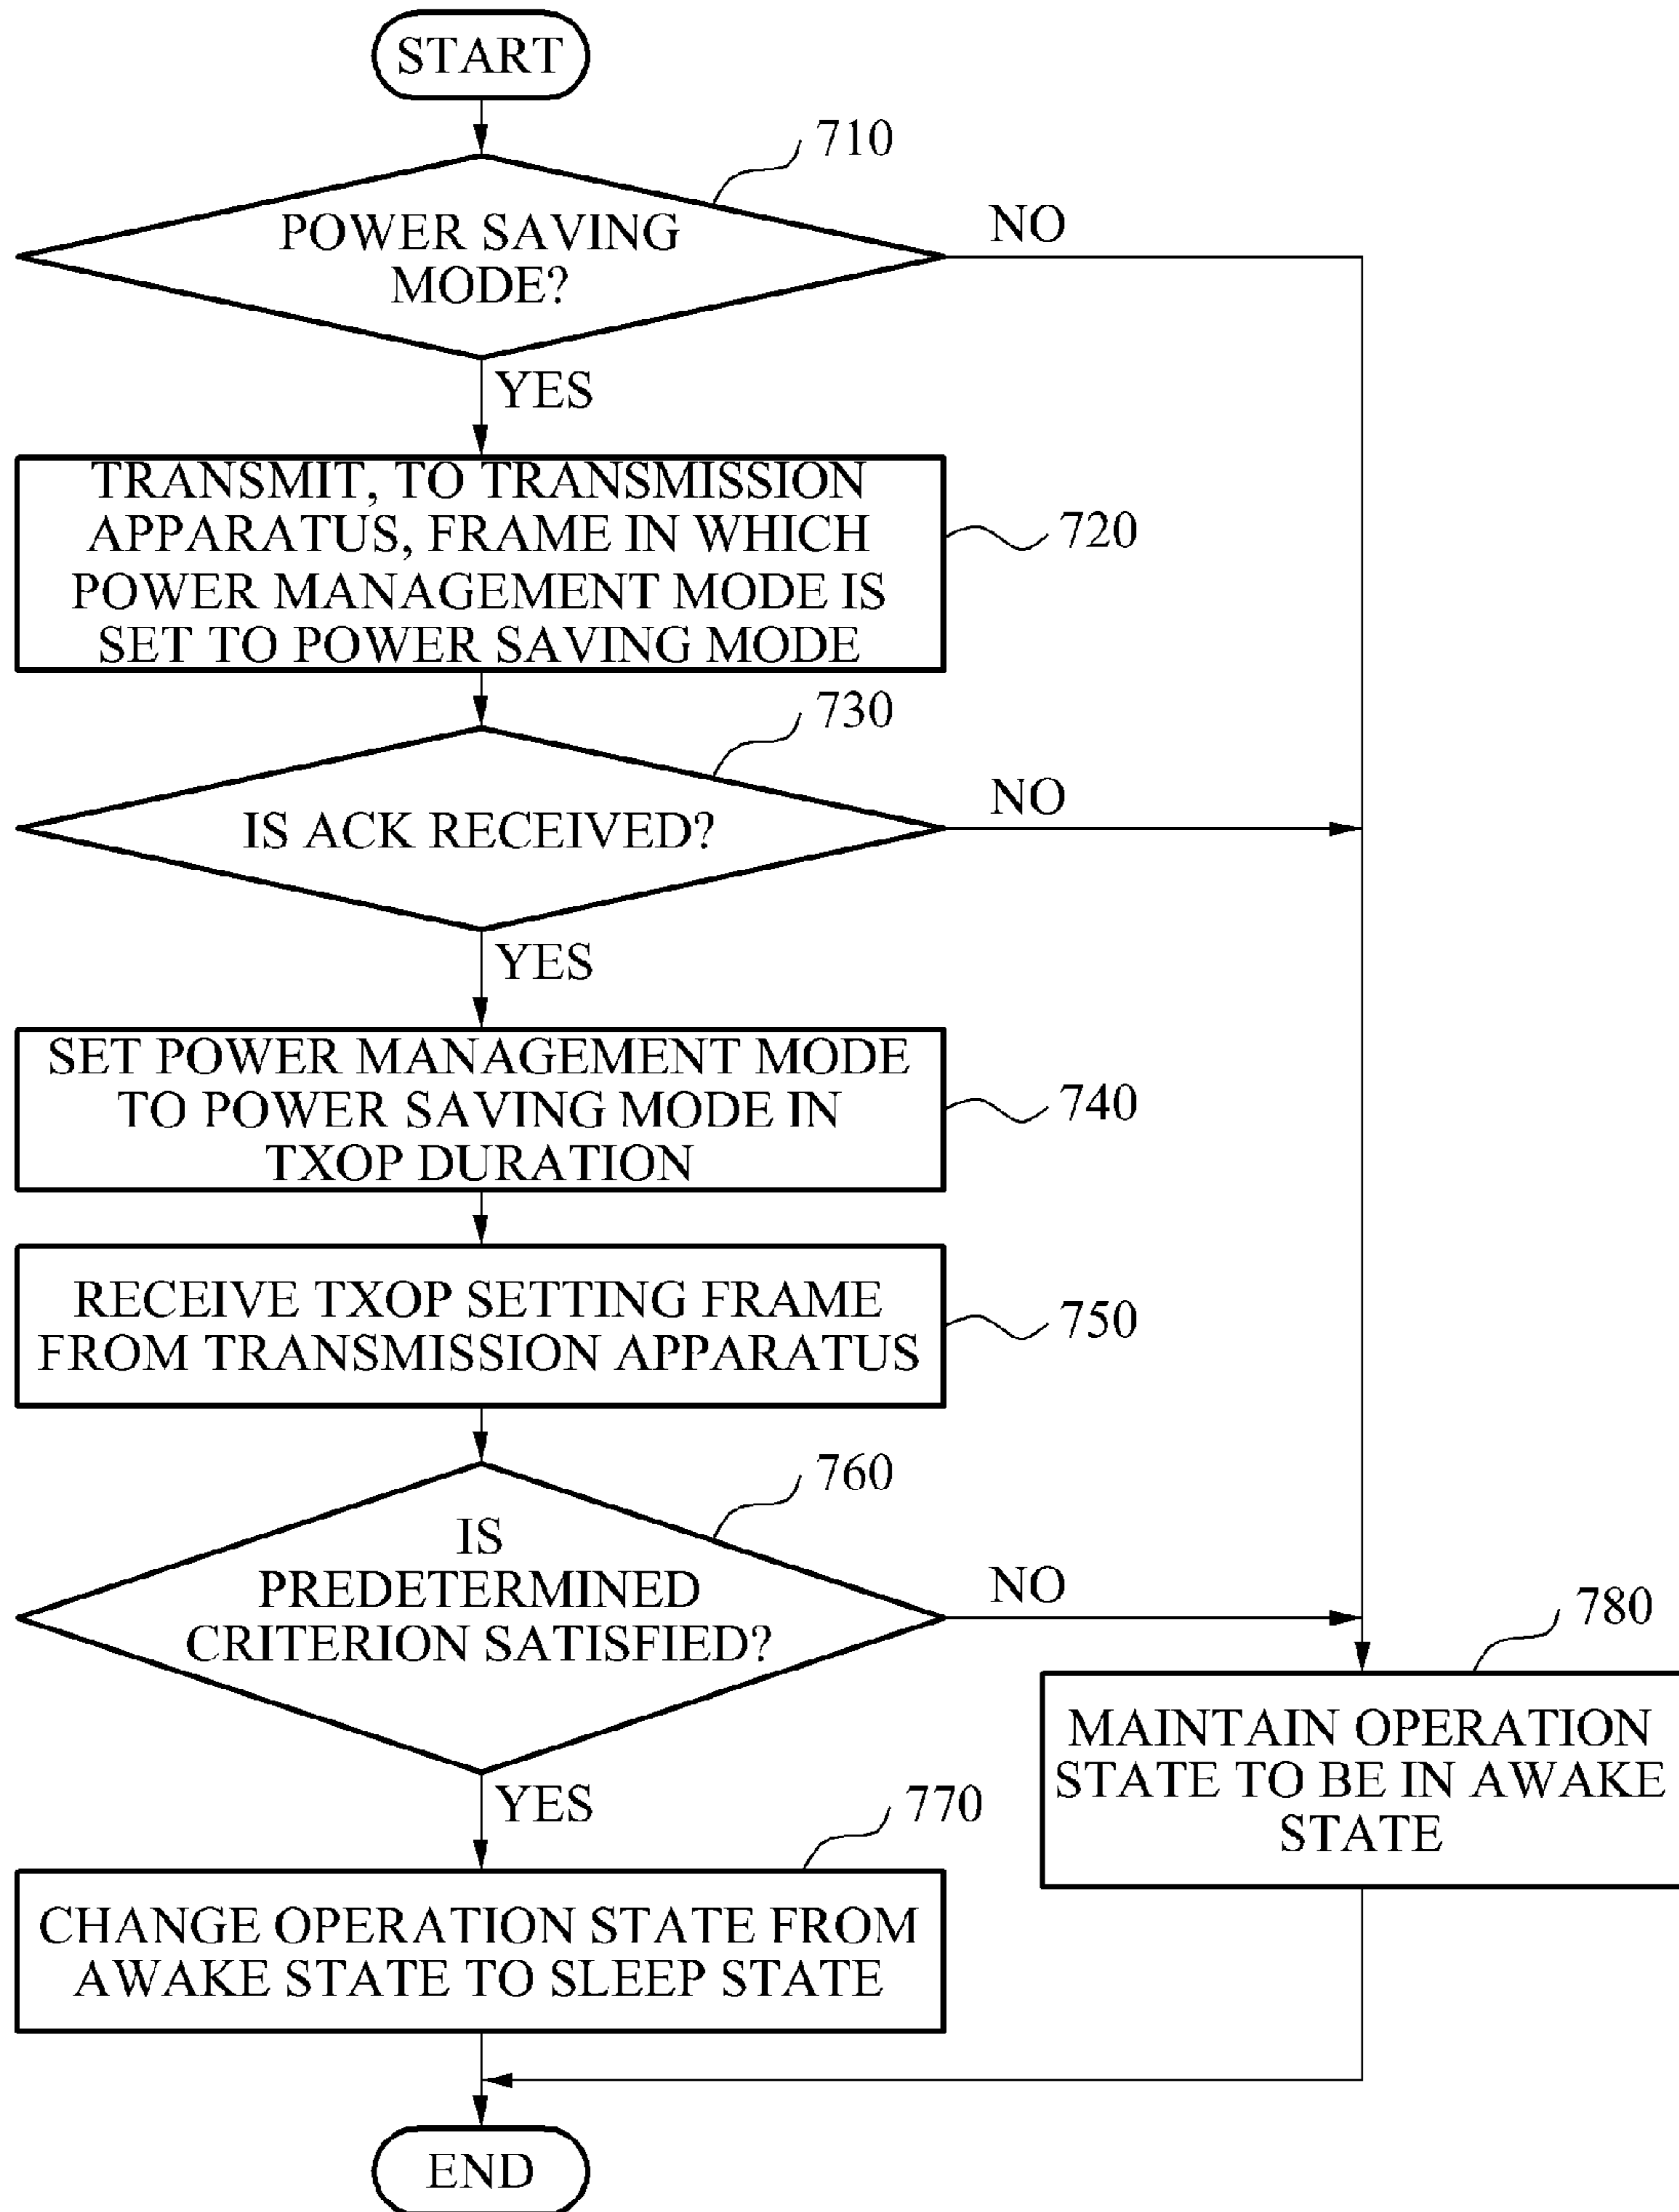 START
710
POWER SAVING
MODE?
NO
YES
TRANSMIT, TO TRANSMISSION
APPARATUS, FRAME IN WHICH
POWER MANAGEMENT MODE IS
SET TO POWER SAVING MODE
720
730
IS ACK RECEIVED?
NO
YES
SET POWER MANAGEMENT MODE
TO POWER SAVING MODE IN
TXOP DURATION
740
RECEIVE TXOP SETTING FRAME
FROM TRANSMISSION APPARATUS
750
760
IS
PREDETERMINED
CRITERION SATISFIED?
NO
780
MAINTAIN OPERATION
STATE TO BE IN AWAKE
STATE
YES
770
CHANGE OPERATION STATE FROM
AWAKE STATE TO SLEEP STATE
END